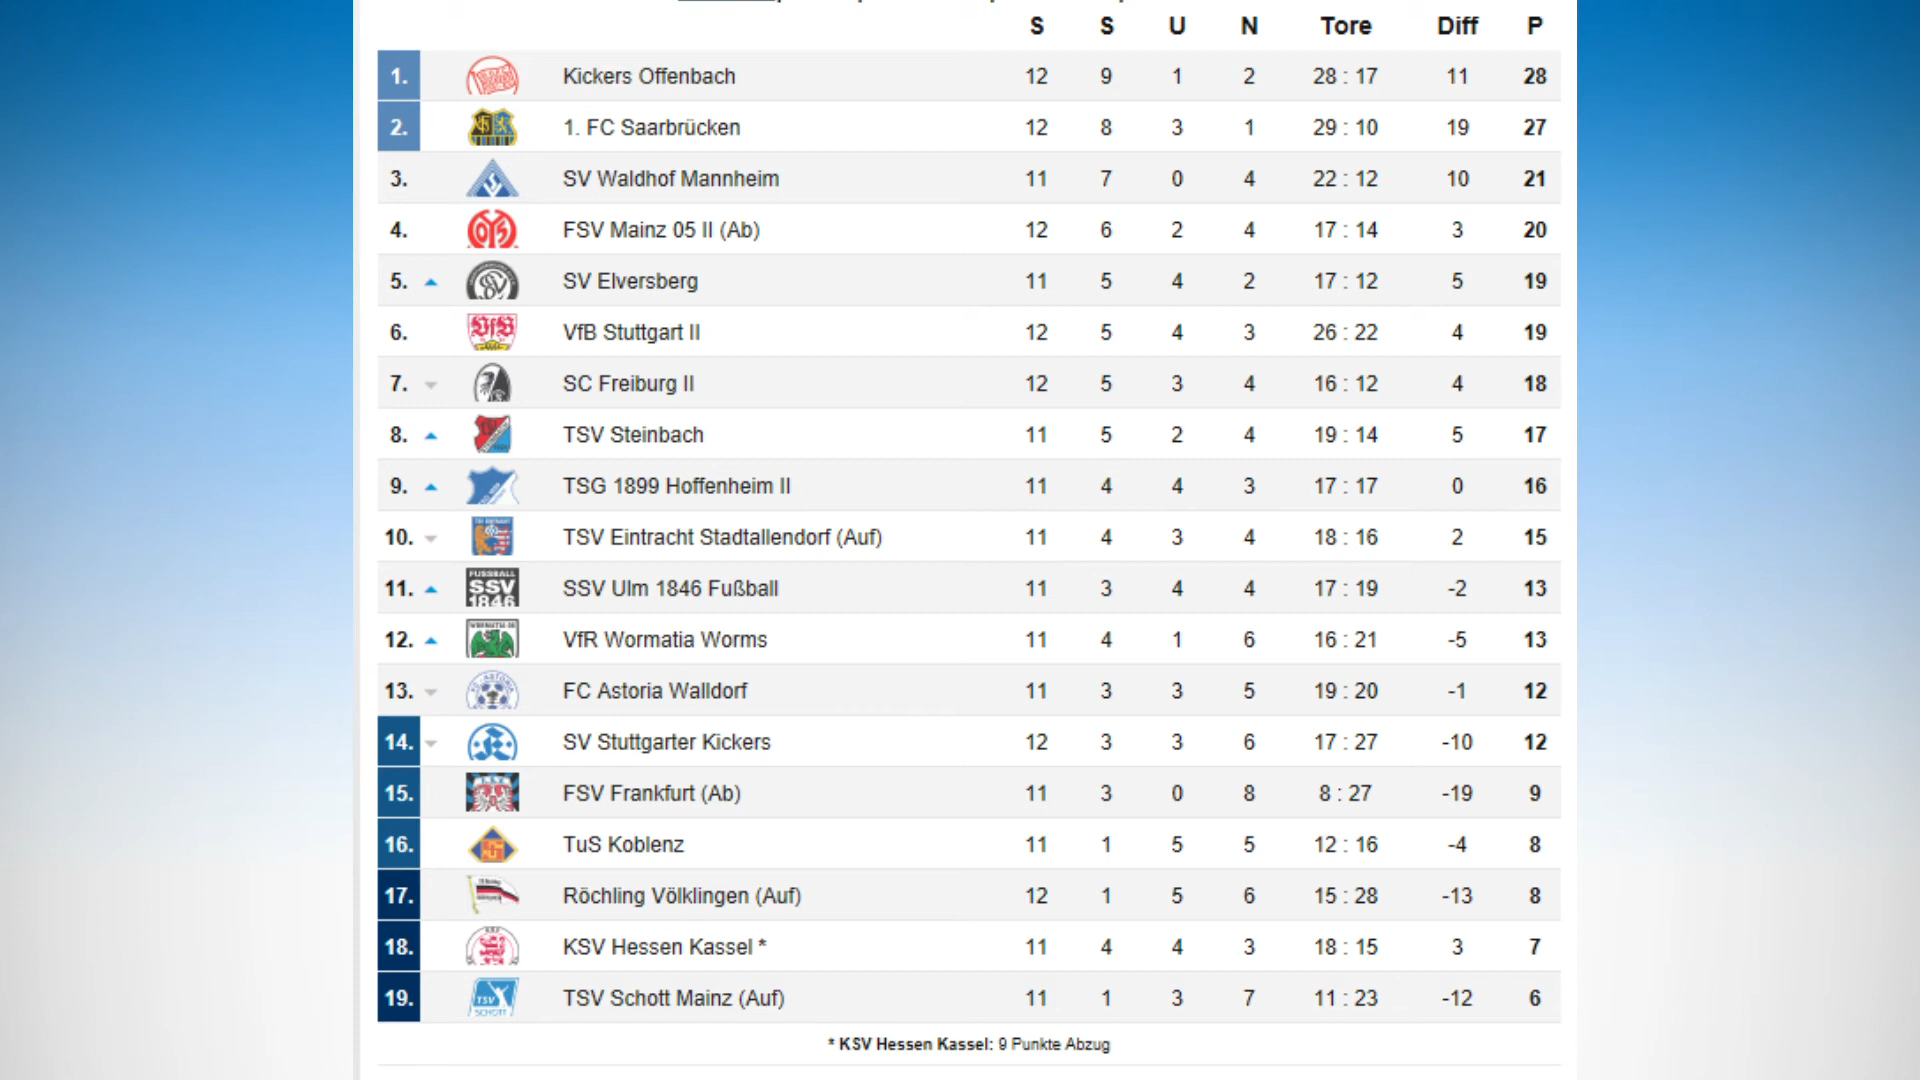 S S U N Tore Diff P
1. Kickers Offenbach 12 9 1 2 28 : 17 11 28
2. 1. FC Saarbrücken 12 8 3 1 29 : 10 19 27
3. SV Waldhof Mannheim 11 7 0 4 22 : 12 10 21
4. FSV Mainz 05 II (Ab) 12 6 2 4 17 : 14 3 20
5. SV Elversberg 11 5 4 2 17 : 12 5 19
6. VfB Stuttgart II 12 5 4 3 26 : 22 4 19
7. SC Freiburg II 12 5 3 4 16 : 12 4 18
8. TSV Steinbach 11 5 2 4 19 : 14 5 17
9. TSG 1899 Hoffenheim II 11 4 4 3 17 : 17 0 16
10. TSV Eintracht Stadtallendorf (Auf) 11 4 3 4 18 : 16 2 15
11. FUSSBALL SSV 1846 SSV Ulm 1846 Fußball 11 3 4 4 17 : 19 -2 13
12. VfR Wormatia Worms 11 4 1 6 16 : 21 -5 13
13. FC Astoria Walldorf 11 3 3 5 19 : 20 -1 12
14. SV Stuttgarter Kickers 12 3 3 6 17 : 27 -10 12
15. FSV Frankfurt (Ab) 11 3 0 8 8 : 27 -19 9
16. TuS Koblenz 11 1 5 5 12 : 16 -4 8
17. Röchling Völklingen (Auf) 12 1 5 6 15 : 28 -13 8
18. KSV Hessen Kassel * 11 4 4 3 18 : 15 3 7
19. TSV SCHOTT TSV Schott Mainz (Auf) 11 1 3 7 11 : 23 -12 6
* KSV Hessen Kassel: 9 Punkte Abzug